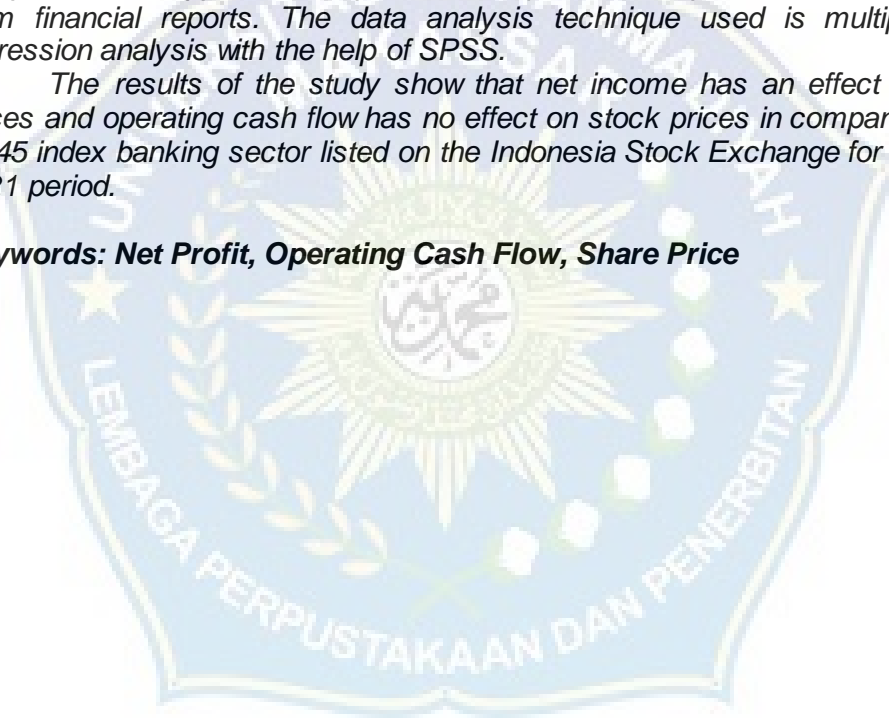 m financial reports. The data analysis technique used is multip
ression analysis with the help of SPSS.
The results of the study show that net income has an effect
ces and operating cash flow has no effect on stock prices in compan
45 index banking sector listed on the Indonesia Stock Exchange for
21 period.
ywords: Net Profit, Operating Cash Flow, Share Price
LEMBAGA PERPUSTAKAAN DAN PENERBITAN